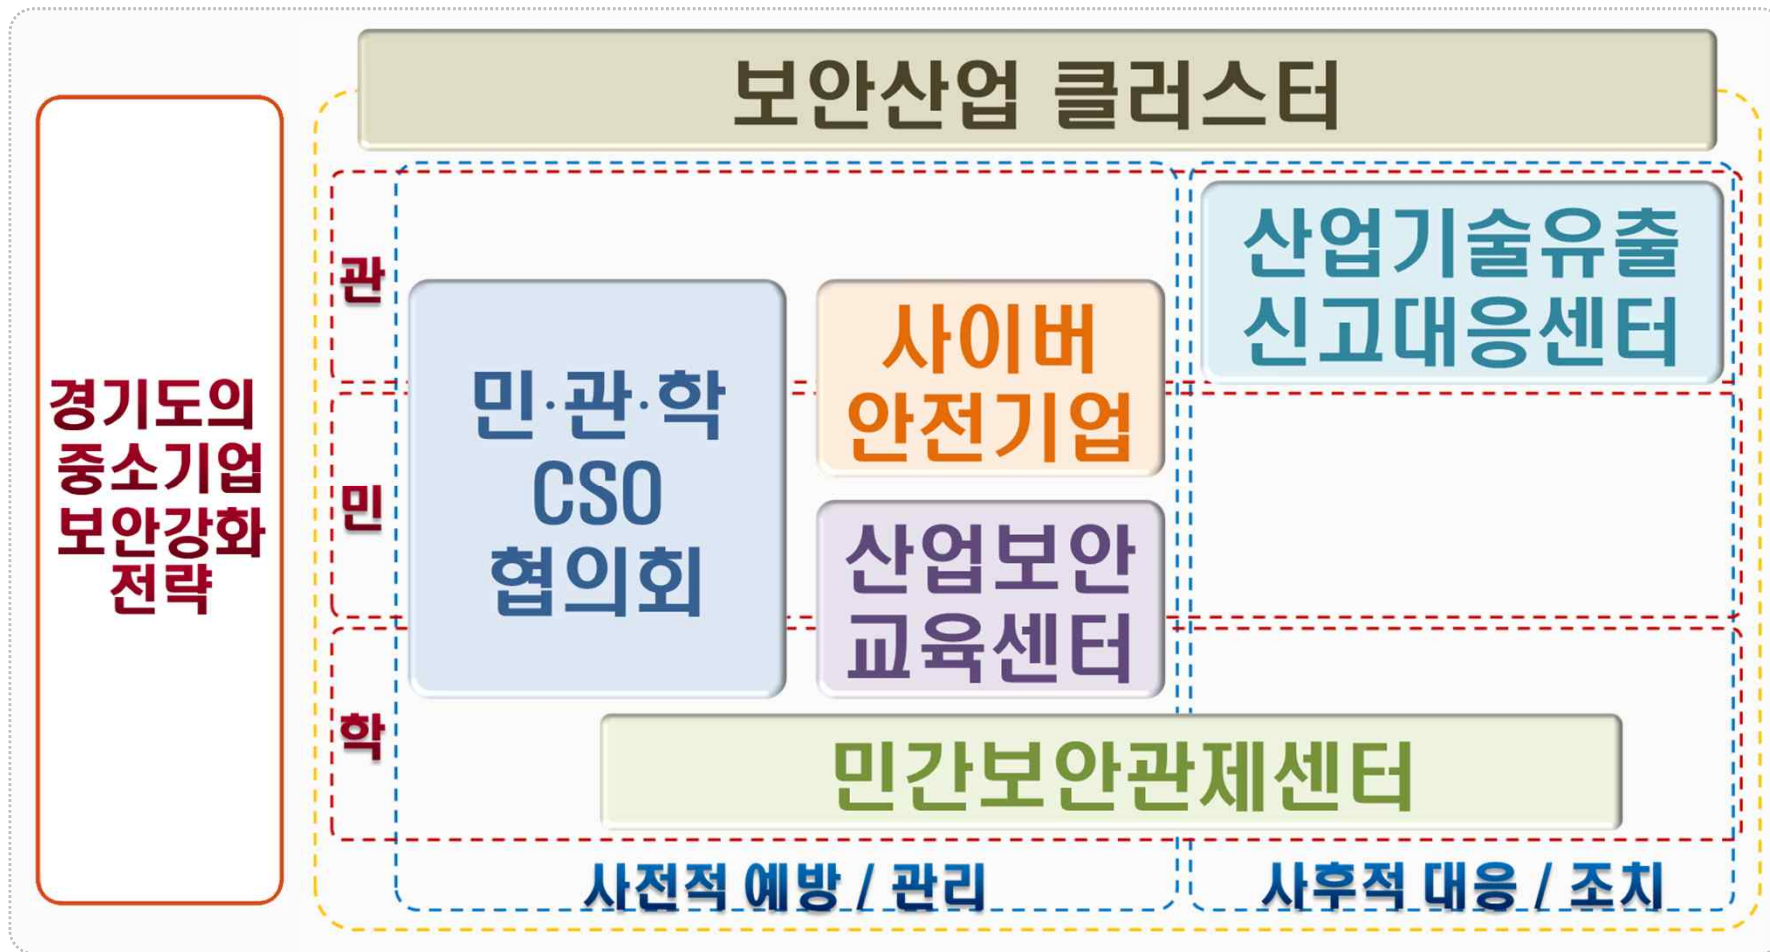 보안산업 클러스터
경기도의
중소기업
보안강화
전략
관
민
학
민·관·학
CSO
협의회
사이버
안전기업
산업보안
교육센터
산업기술유출
신고대응센터
민간보안관제센터
사전적 예방 / 관리
사후적 대응 / 조치